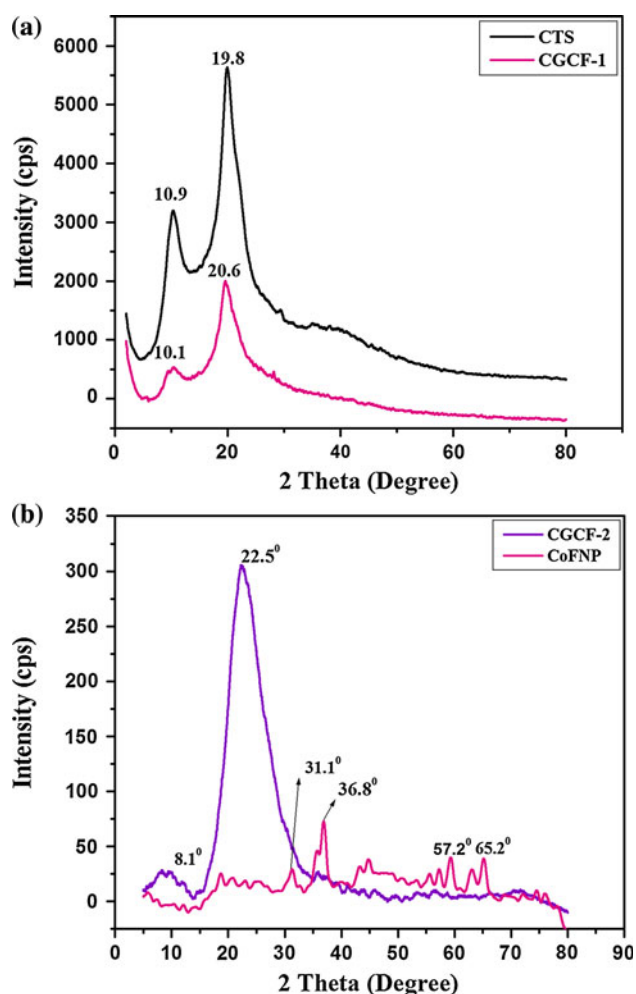 (a)
6000
5000
4000
3000
2000
1000
0
Intensity (cps)
CTS
CGCF-1
19.8
10.9
20.6
10.1
0 20 40 60 80
2 Theta (Degree)
(b)
350
300
250
200
150
100
50
0
Intensity (cps)
CGCF-2
CoFNP
22.5⁰
31.1⁰
36.8⁰
8.1⁰
57.2⁰ 65.2⁰
0 10 20 30 40 50 60 70 80 90
2 Theta (Degree)